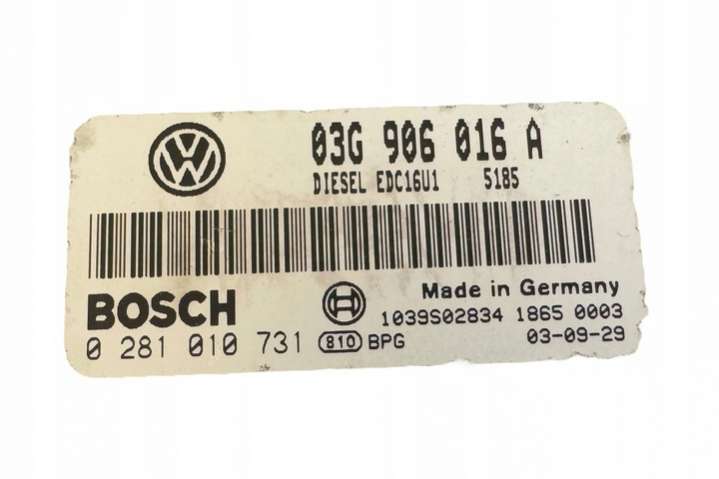 03G 906 016 A
DIESEL EDC16U1 5185
BOSCH
Made in Germany
1039S02834 1865 0003
0 281 010 731 810 BPG 03-09-29